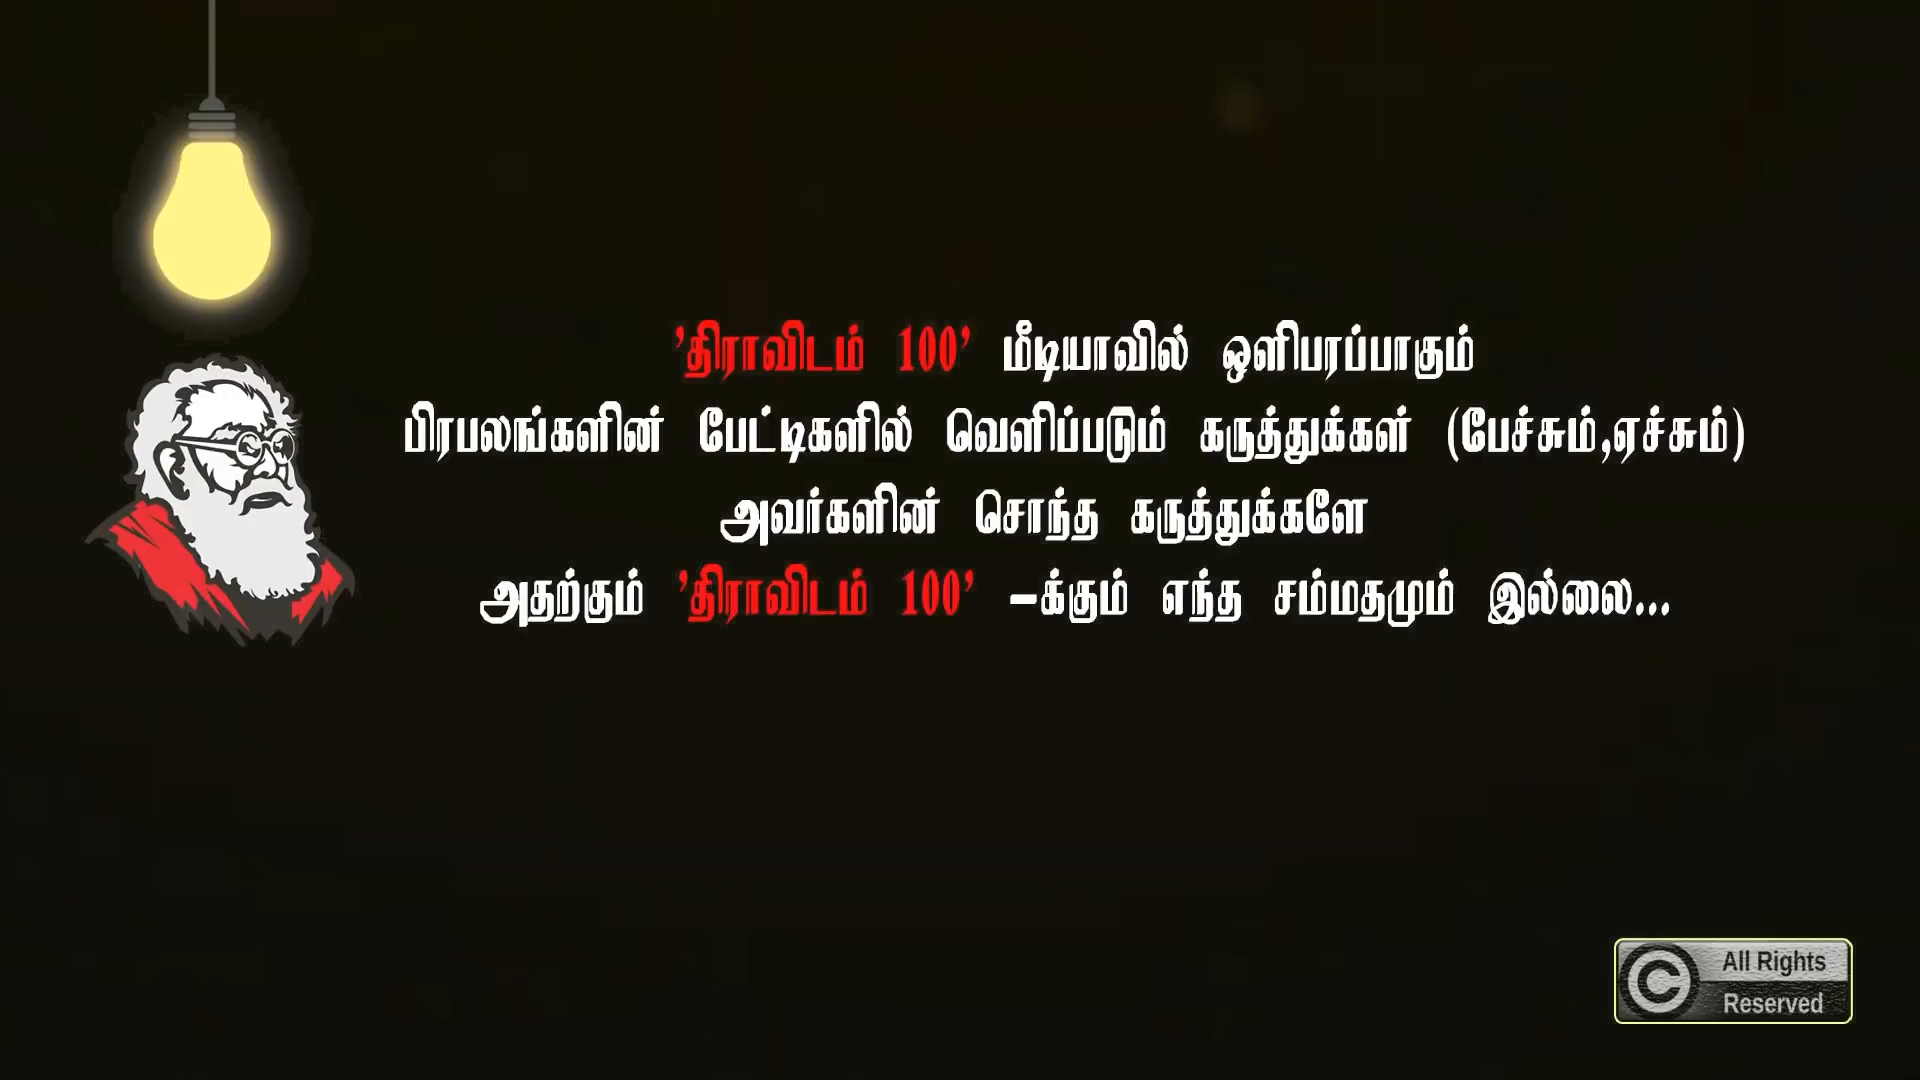 'திராவிடம் 100' மீடியாவில் ஒளிபரப்பாகும்
பிரபலங்களின் பேட்டிகளில் வெளிப்படும் கருத்துக்கள் (பேச்சும்,ஏச்சும்)
அவர்களின் சொந்த கருத்துக்களே
அதற்கும் 'திராவிடம் 100' -க்கும் எந்த சம்மதமும் இல்லை...
© All Rights
Reserved